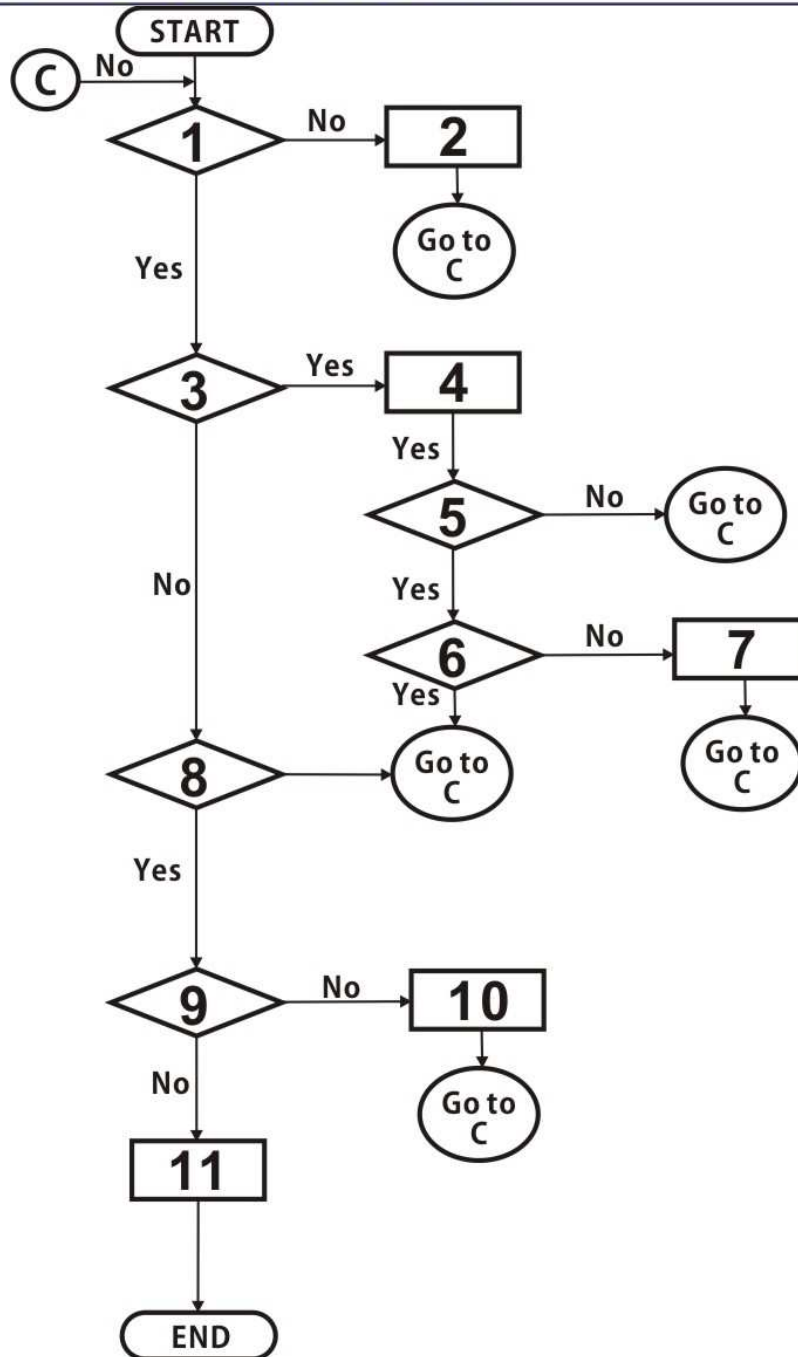 START
C
No
1
No
2
Go to
C
Yes
3
Yes
4
Yes
5
No
Go to
C
No
Yes
6
No
7
Yes
Go to
C
Go to
C
8
Yes
9
No
10
No
Go to
C
11
END